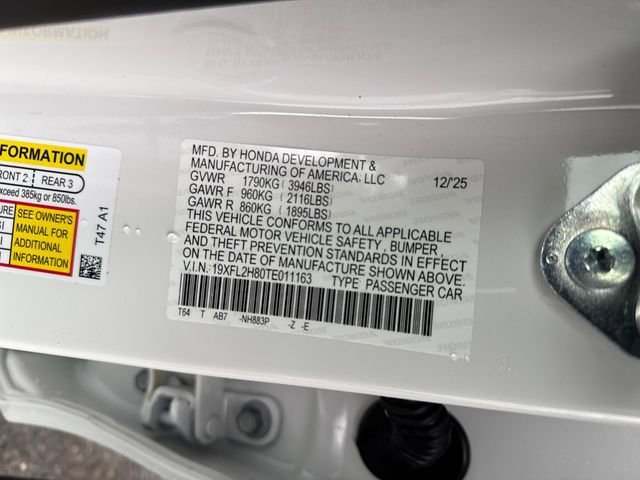 INFORMATION
FRONT 2
REAR 3
exceed 385kg or 850lbs.
SEE OWNER'S
MANUAL FOR
ADDITIONAL
INFORMATION
T47 A1
MFD. BY HONDA DEVELOPMENT &
MANUFACTURING OF AMERICA, LLC
12/25
GVWR 1790KG ( 3946LBS)
GAWR F 960KG ( 2116LBS)
GAWR R 860KG ( 1895LBS)
THIS VEHICLE CONFORMS TO ALL APPLICABLE
FEDERAL MOTOR VEHICLE SAFETY, BUMPER,
AND THEFT PREVENTION STANDARDS IN EFFECT
ON THE DATE OF MANUFACTURE SHOWN ABOVE.
V.I.N: 19XFL2H80TE011163 TYPE: PASSENGER CAR
T64 T AB7 -NH883P -Z -E